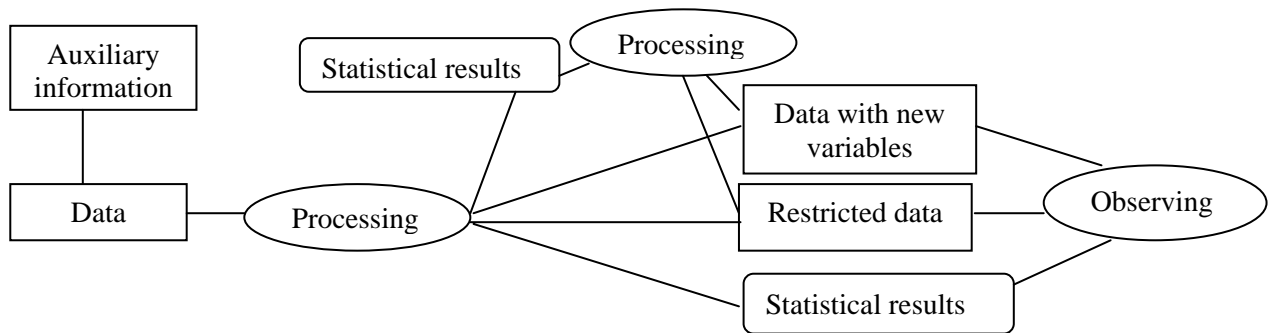 Auxiliary
information
Statistical results
Processing
Data with new
variables
Data
Processing
Restricted data
Observing
Statistical results